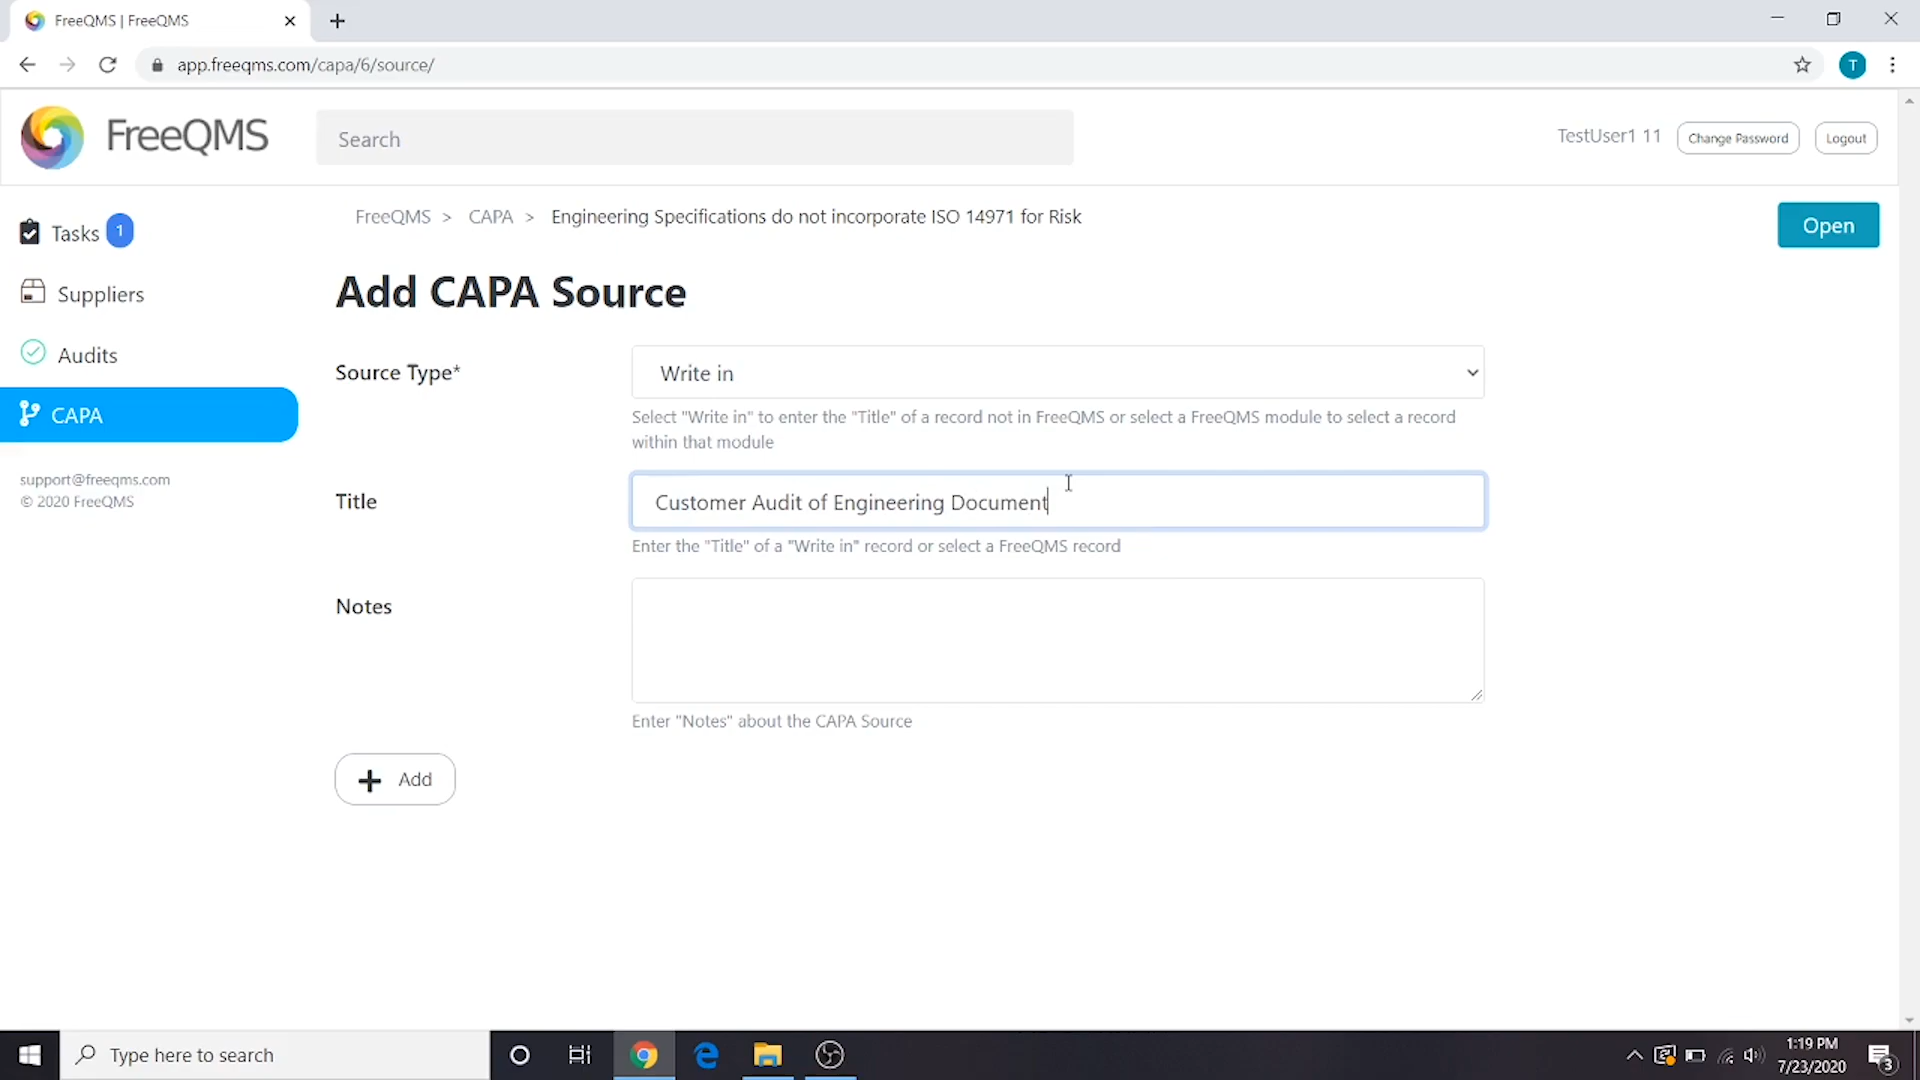 FreeQMS | FreeQMS
app.freeqms.com/capa/6/source/
T
FreeQMS
Search
TestUser1 11
Change Password
Logout
Tasks 1
Suppliers
Audits
CAPA
support@freeqms.com
© 2020 FreeQMS
FreeQMS > CAPA > Engineering Specifications do not incorporate ISO 14971 for Risk
Open
Add CAPA Source
Source Type*
Write in
Select "Write in" to enter the "Title" of a record not in FreeQMS or select a FreeQMS module to select a record
within that module
Title
Customer Audit of Engineering Document
Enter the "Title" of a "Write in" record or select a FreeQMS record
Notes
Enter "Notes" about the CAPA Source
Add
Type here to search
1:19 PM
7/23/2020
3